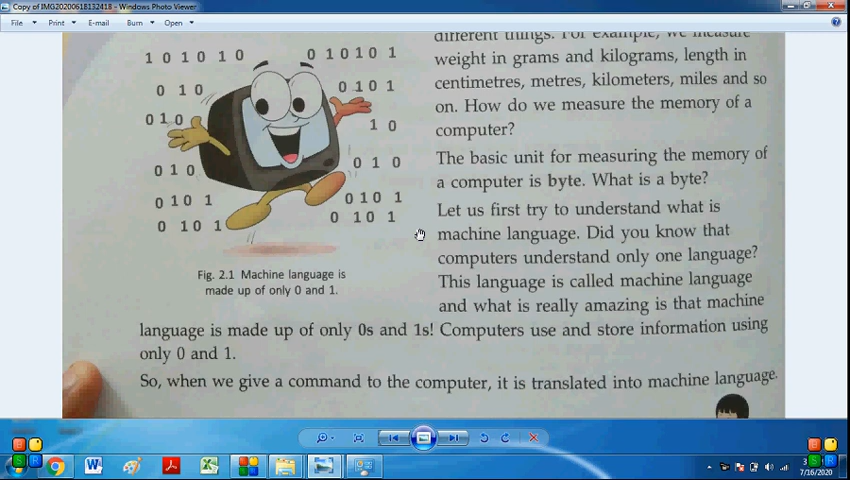 Copy of IMG20200618132418 - Windows Photo Viewer
File Print E-mail Burn Open
1 0 1 0 1 0 0 1 0 1 0 1
0 1 0 0 1 0 1
0 1 0 1 0
0 1 0 0 1 0
0 1 0 1 0 1 0 1
0 1 0 1 0 1 0 1
Fig. 2.1 Machine language is
made up of only 0 and 1.
different things. For example, we measure
weight in grams and kilograms, length in
centimetres, metres, kilometers, miles and so
on. How do we measure the memory of a
computer?
The basic unit for measuring the memory of
a computer is byte. What is a byte?
Let us first try to understand what is
machine language. Did you know that
computers understand only one language?
This language is called machine language
and what is really amazing is that machine
language is made up of only 0s and 1s! Computers use and store information using
only 0 and 1.
So, when we give a command to the computer, it is translated into machine language.
S R S R
7/16/2020